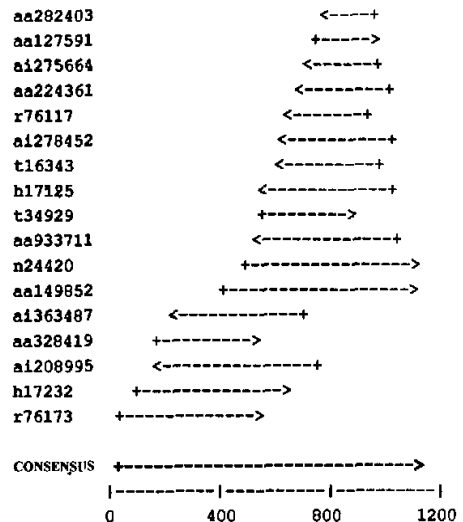 aa282403 <-----+
aa127591 +----->
ai275664 <-------+
aa224361 <---------+
r76117 <--------+
ai278452 <-----------+
t16343 <----------+
h17125 <-------------+
t34929 +--------->
aa933711 <--------------+
n24420 +----------------->
aa149852 +-------------------->
ai363487 <-------------+
aa328419 +---------->
ai208995 <-----------------+
h17232 +---------------->
r76173 +--------------->
CONSENSUS +------------------------------->
0 400 800 1200